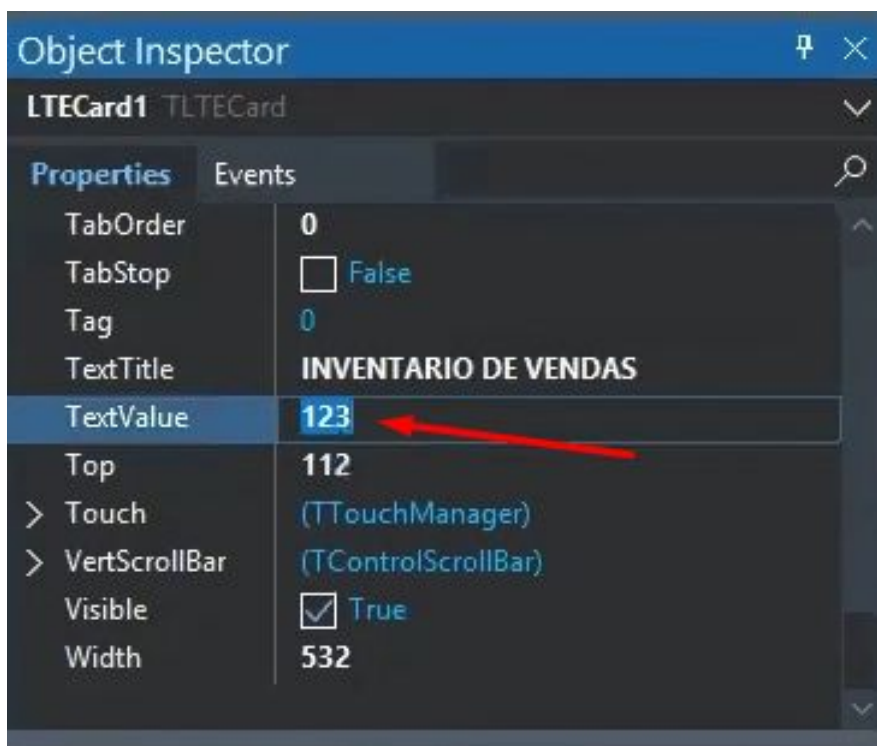 Object Inspector
LTECard1 TLTECard
Properties Events
TabOrder 0
TabStop False
Tag 0
TextTitle INVENTARIO DE VENDAS
TextValue 123
Top 112
Touch (TTouchManager)
VertScrollBar (TControlScrollBar)
Visible True
Width 532